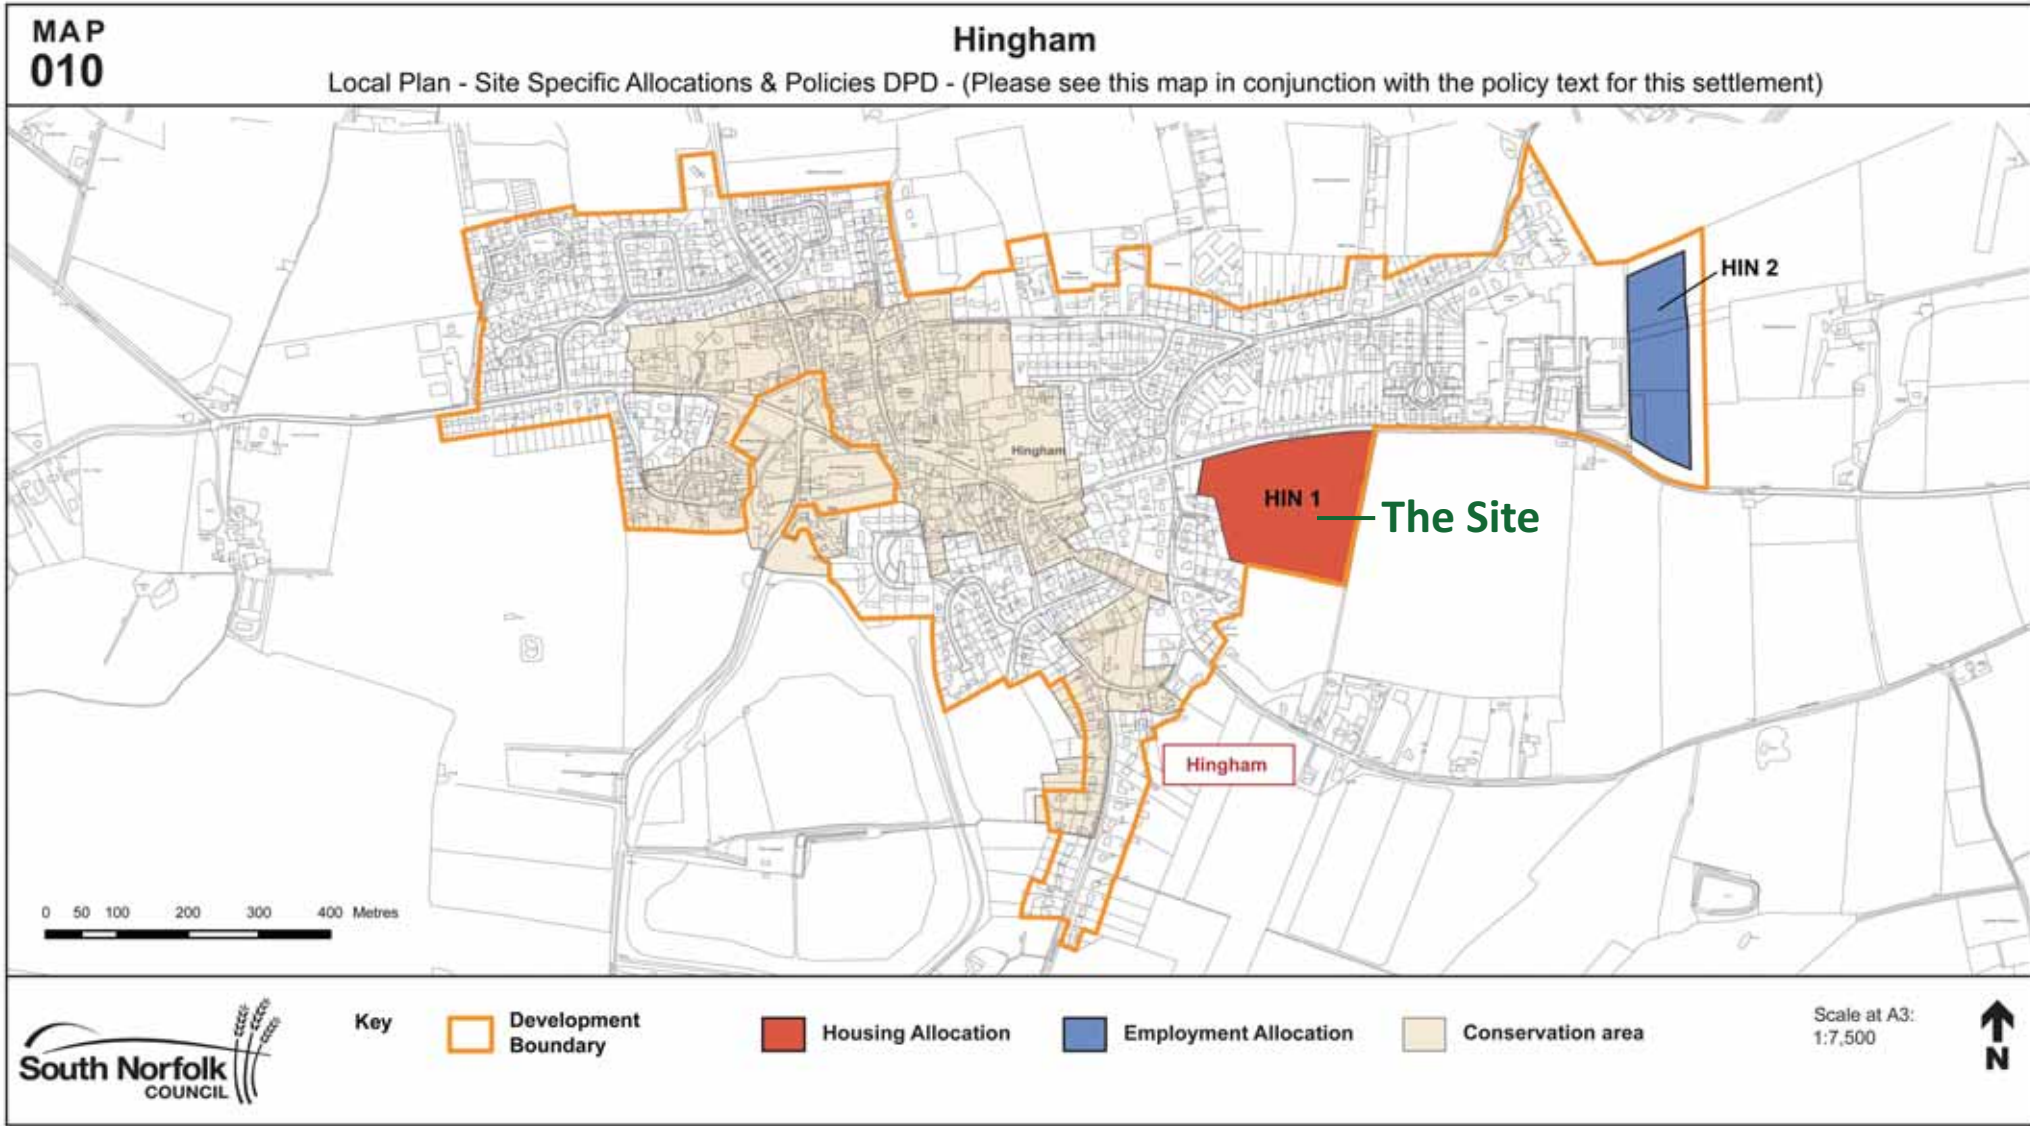 MAP
010
Hingham
Local Plan - Site Specific Allocations & Policies DPD - (Please see this map in conjunction with the policy text for this settlement)
HIN 2
Hingham
HIN 1
The Site
Hingham
0 50 100 200 300 400 Metres
Key
Development
Boundary
Housing Allocation
Employment Allocation
Conservation area
Scale at A3:
1:7,500
N
South Norfolk
COUNCIL